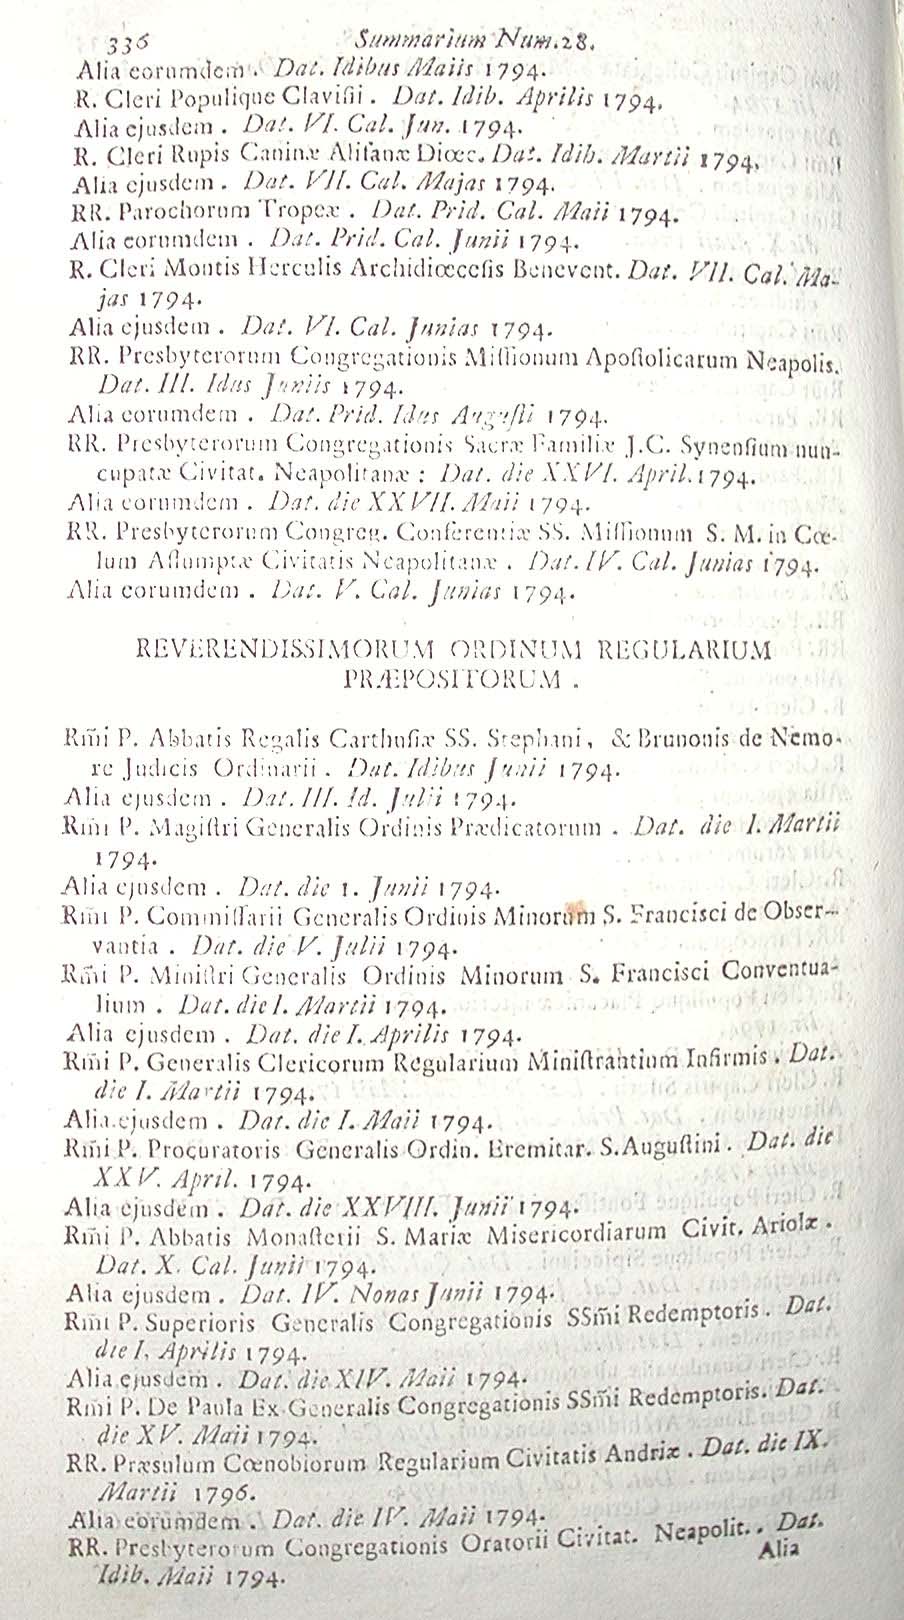 336 Summarium Num. 28.
Alia eorumdem. Dat. Idibus Maiis 1794.
R. Cleri Populique Claviſii. Dat. Idib. Aprilis 1794.
Alia ejusdem. Dat. VI. Cal. Jun. 1794.
R. Cleri Rupis Caninæ Aliſanæ Diœc. Dat. Idib. Martii 1794.
Alia ejusdem. Dat. VII. Cal. Majas 1794.
RR. Parochorum Tropeæ. Dat. Prid. Cal. Maii 1794.
Alia eorumdem. Dat. Prid. Cal. Junii 1794.
R. Cleri Montis Herculis Archidiœceſis Benevent. Dat. VII. Cal. Ma-
jas 1794.
Alia ejusdem. Dat. VI. Cal. Junias 1794.
RR. Presbyterorum Congregationis Miſſionum Apoſtolicarum Neapolis.
Dat. III. Idus Juniis 1794.
Alia eorumdem. Dat. Prid. Idus Auguſti 1794.
RR. Presbyterorum Congregationis Sacræ Familiæ J.C. Synenſium nun-
cupatæ Civitat. Neapolitanæ: Dat. die XXVI. April. 1794.
Alia eorumdem. Dat. die XXVII. Maii 1794.
RR. Presbyterorum Congreg. Conferentiæ SS. Miſſionum S. M. in Cœ-
lum Aſſumptæ Civitatis Neapolitanæ. Dat. IV. Cal. Junias 1794.
Alia eorumdem. Dat. V. Cal. Junias 1794.
REVERENDISSIMORUM ORDINUM REGULARIUM
PRÆPOSITORUM.
Rm̃i P. Abbatis Regalis Carthuſiæ SS. Stephani, & Brunonis de Nemo-
re Judicis Ordinarii. Dat. Idibus Junii 1794.
Alia ejusdem. Dat. III. Id. Julii 1794.
Rm̃i P. Magiſtri Generalis Ordinis Prædicatorum. Dat. die I. Martii
1794.
Alia ejusdem. Dat. die 1. Junii 1794.
Rm̃i P. Commiſſarii Generalis Ordinis Minorum S. Francisci de Obser-
vantia. Dat. die V. Julii 1794.
Rm̃i P. Miniſtri Generalis Ordinis Minorum S. Francisci Conventua-
lium. Dat. die I. Martii 1794.
Alia ejusdem. Dat. die I. Aprilis 1794.
Rm̃i P. Generalis Clericorum Regularium Miniſtrantium Infirmis. Dat.
die I. Martii 1794.
Alia ejusdem. Dat. die I. Maii 1794.
Rm̃i P. Procuratoris Generalis Ordin. Eremitar. S. Auguſtini. Dat. die
XXV. April. 1794.
Alia ejusdem. Dat. die XXVIII. Junii 1794.
Rm̃i P. Abbatis Monaſterii S. Mariæ Misericordiarum Civit. Ariolæ.
Dat. X. Cal. Junii 1794.
Alia ejusdem. Dat. IV. Nonas Junii 1794.
Rm̃i P. Superioris Generalis Congregationis SSm̃i Redemptoris. Dat.
die I. Aprilis 1794.
Alia ejusdem. Dat. die XIV. Maii 1794.
Rm̃i P. De Paula Ex-Generalis Congregationis SSm̃i Redemptoris. Dat.
die XV. Maii 1794.
RR. Præsulum Cœnobiorum Regularium Civitatis Andriæ. Dat. die IX.
Martii 1796.
Alia eorumdem. Dat. die IV. Maii 1794.
RR. Presbyterorum Congregationis Oratorii Civitat. Neapolit.. Dat.
Idib. Maii 1794.
Alia